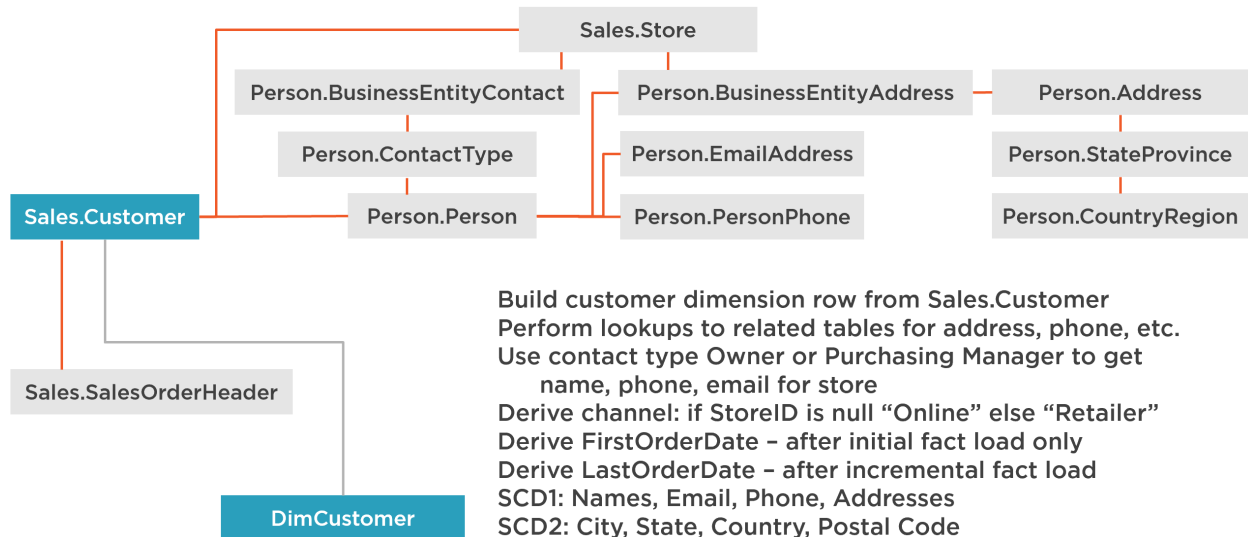 Sales.Store
Person.BusinessEntityContact
Person.BusinessEntityAddress
Person.Address
Person.ContactType
Person.EmailAddress
Person.StateProvince
Sales.Customer
Person.Person
Person.PersonPhone
Person.CountryRegion
Build customer dimension row from Sales.Customer
Perform lookups to related tables for address, phone, etc.
Use contact type Owner or Purchasing Manager to get
name, phone, email for store
Derive channel: if StoreID is null “Online” else “Retailer”
Derive FirstOrderDate – after initial fact load only
Derive LastOrderDate – after incremental fact load
SCD1: Names, Email, Phone, Addresses
SCD2: City, State, Country, Postal Code
Sales.SalesOrderHeader
DimCustomer